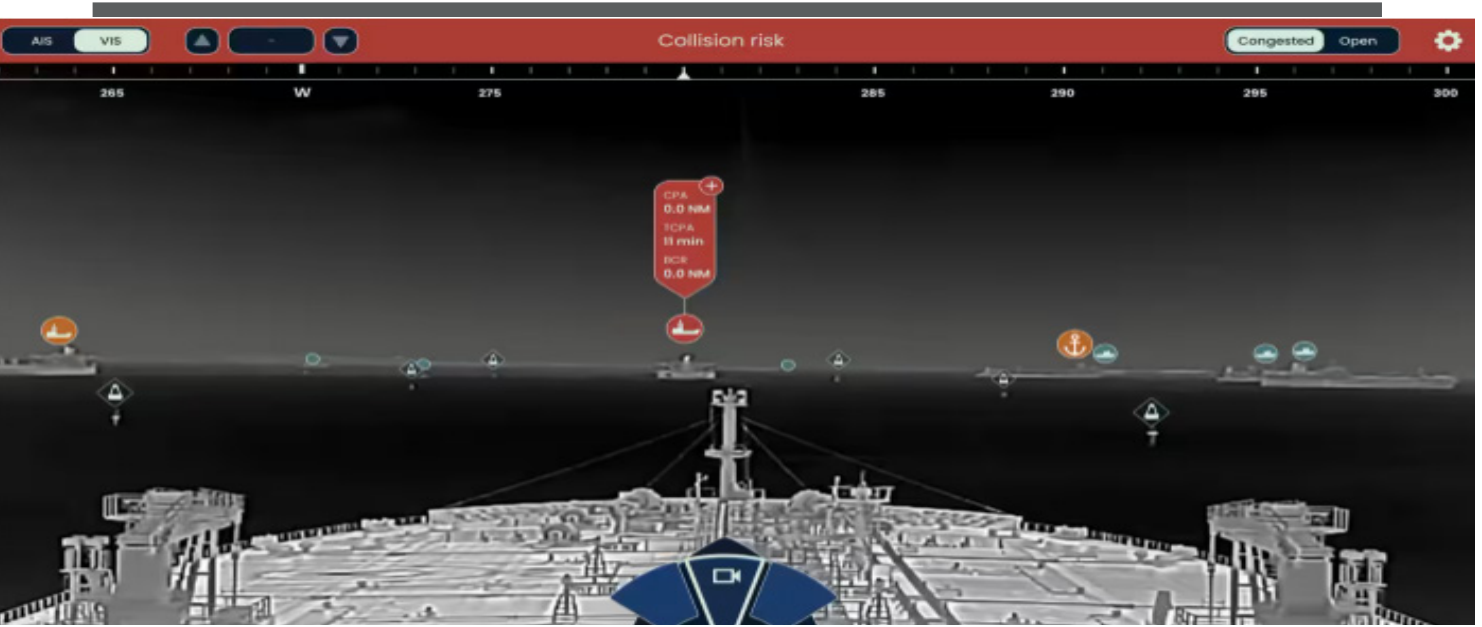 AIS VIS - Collision risk Congested Open
265 W 275 285 290 295 300
CPA
0.0 NM
TCPA
11 min
BCR
0.0 NM